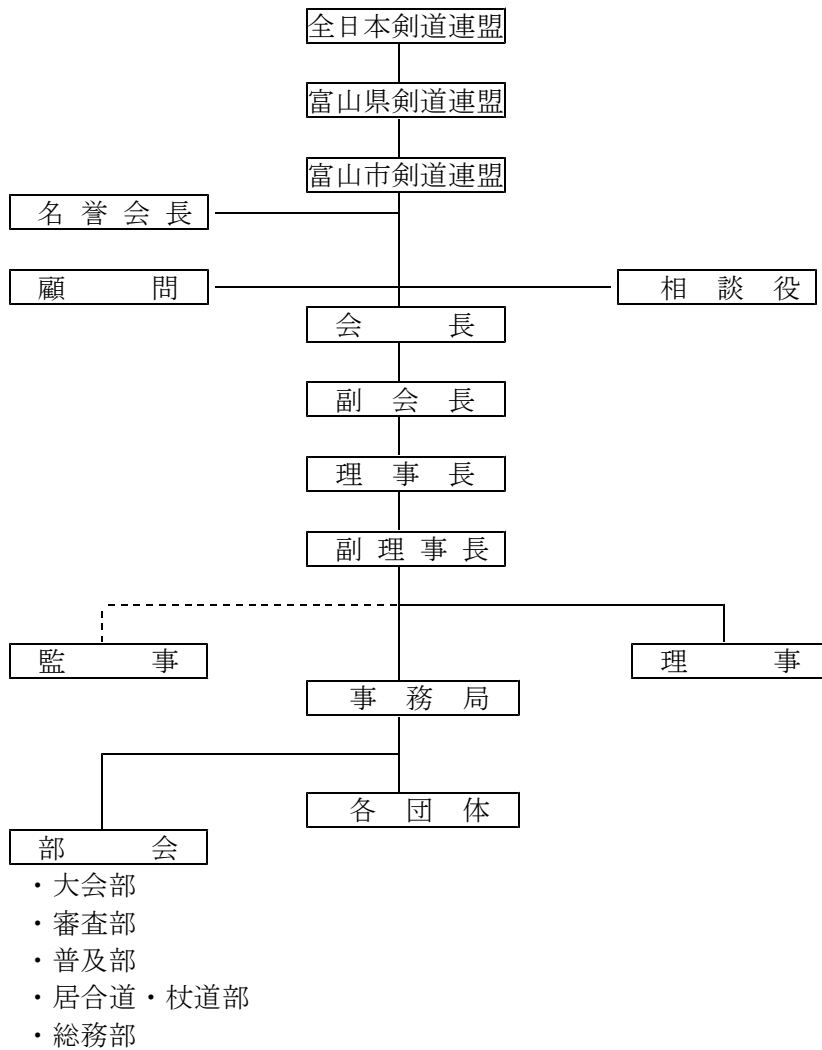 全日本剣道連盟
富山県剣道連盟
富山市剣道連盟
名誉会長
顧問
相談役
会長
副会長
理事長
副理事長
監事
理事
事務局
各団体
部会
・大会部
・審査部
・普及部
・居合道・杖道部
・総務部